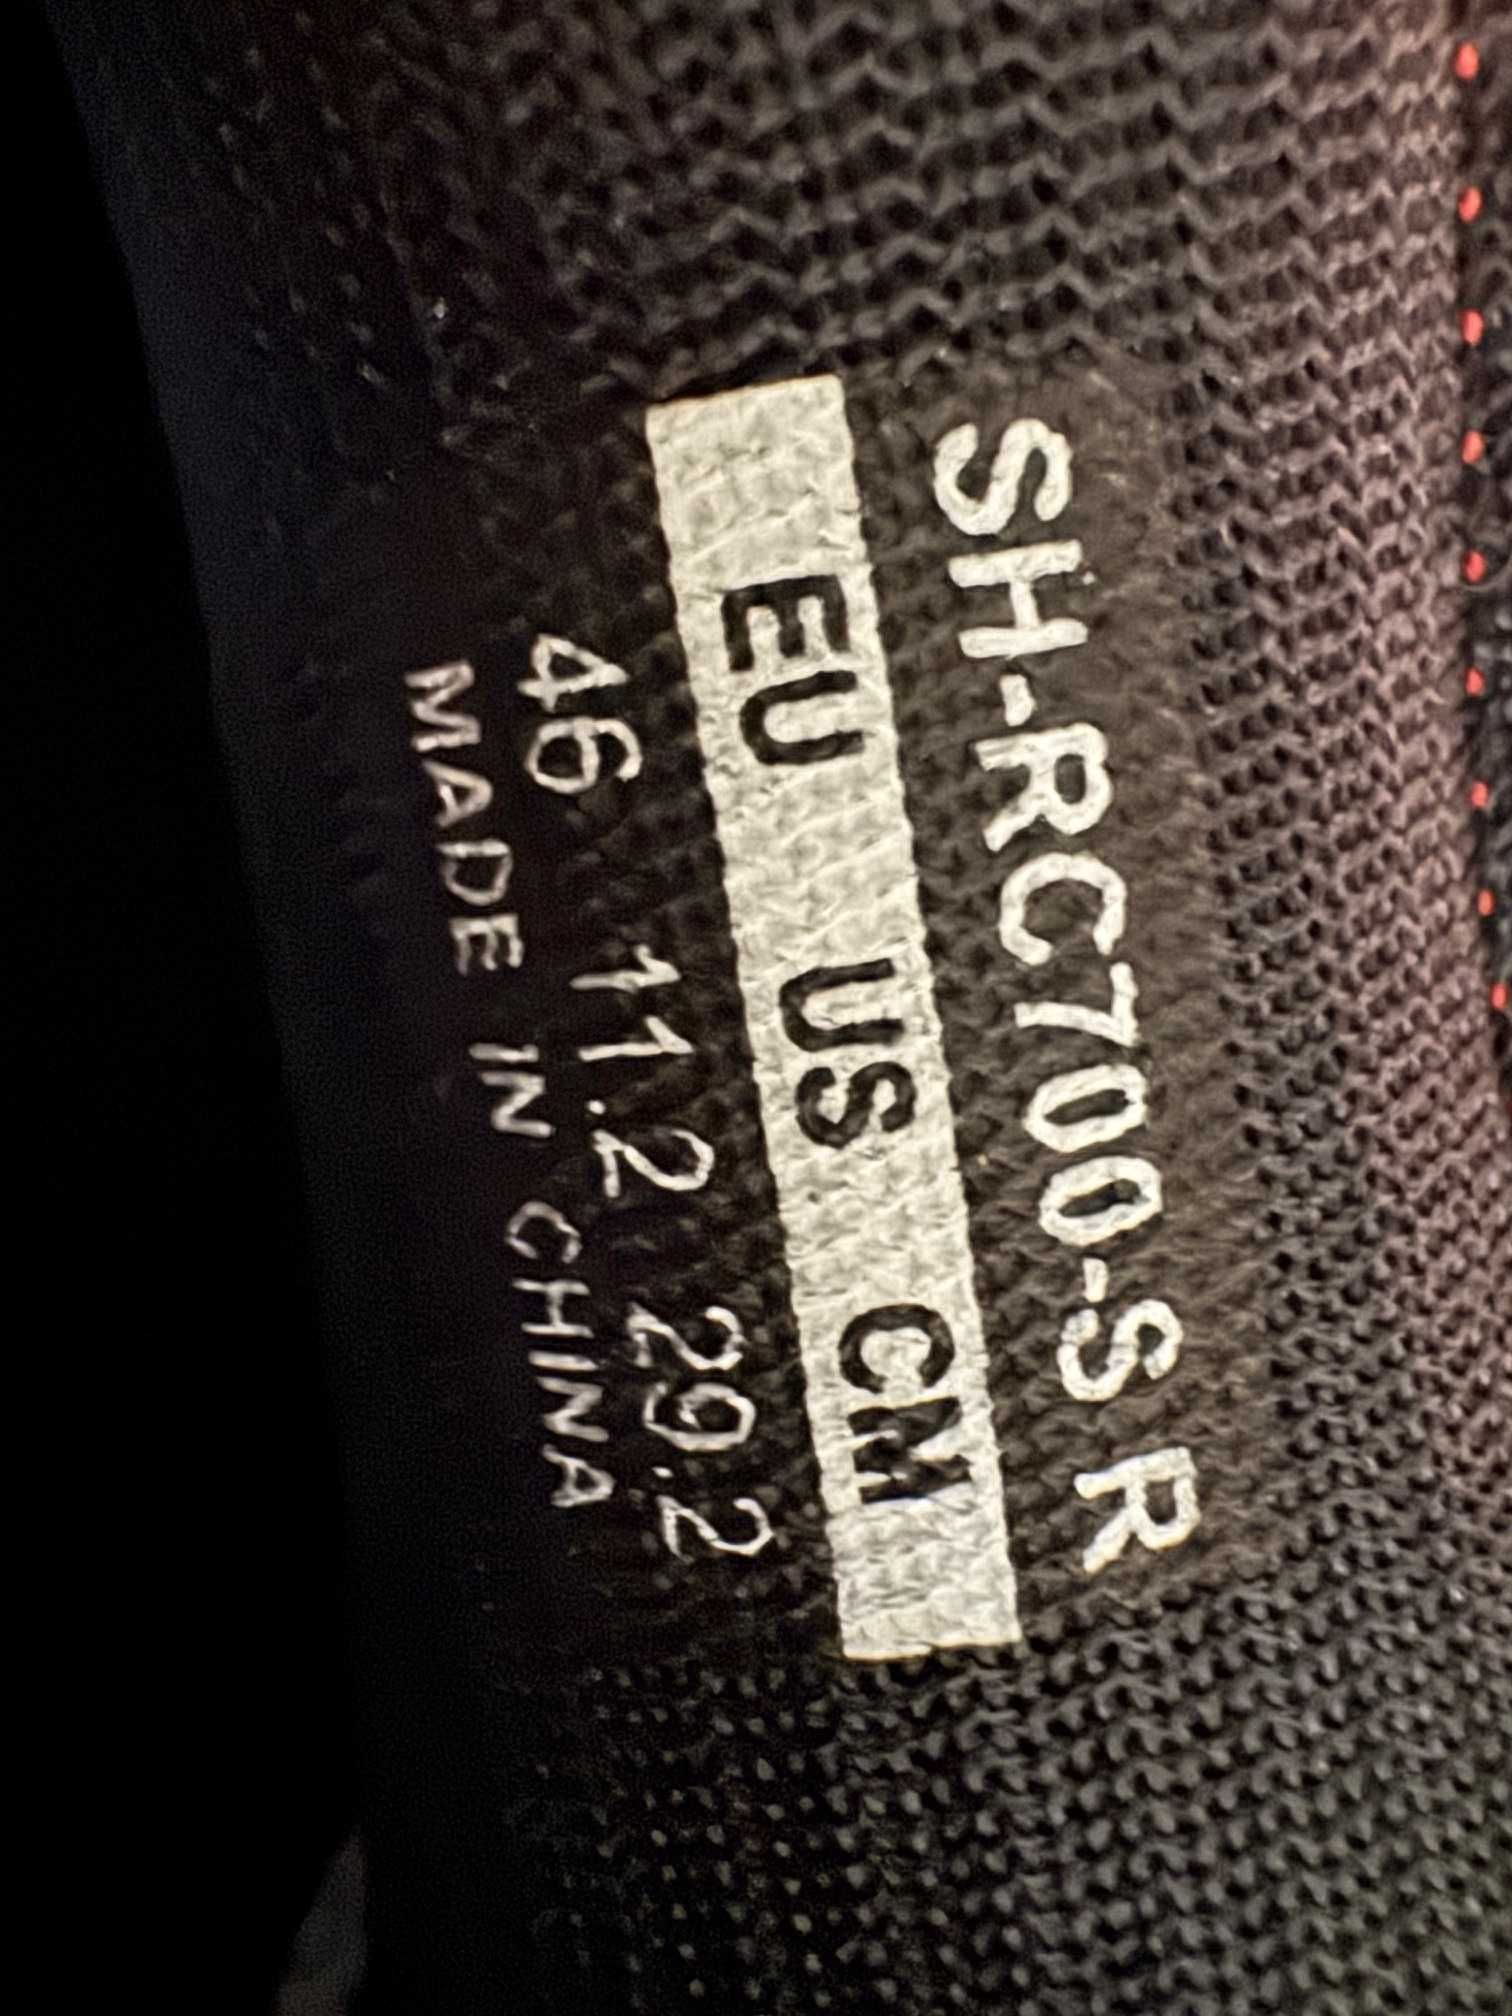 SH-RC700-S R
EU US CM
46 11.2 29.2
MADE IN CHINA